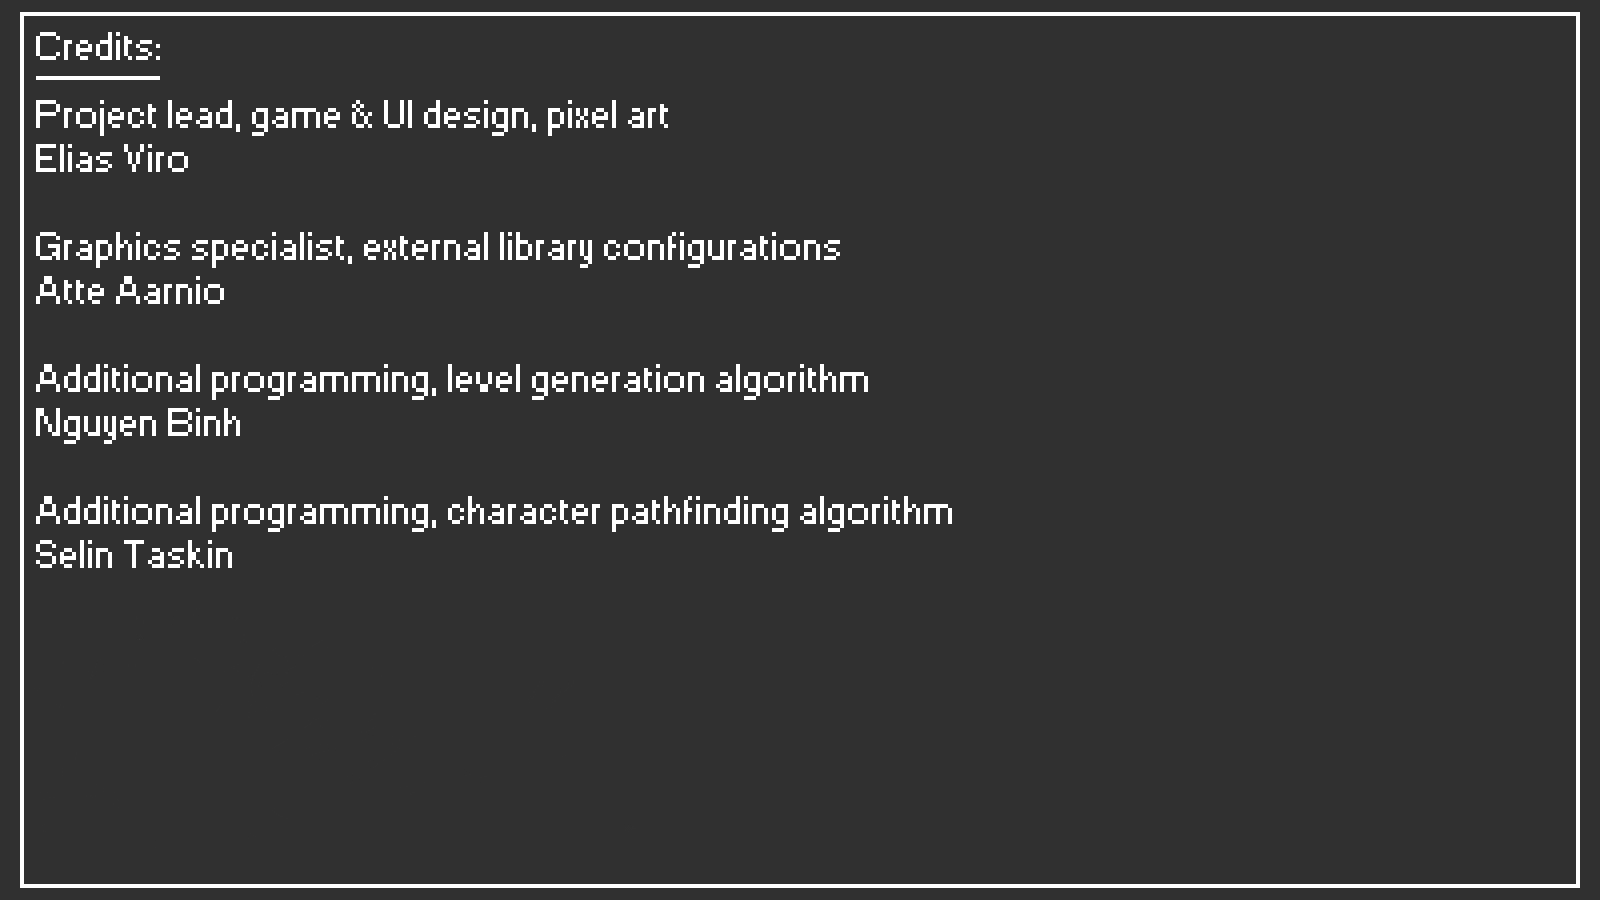 Credits:
Project lead, game & UI design, pixel art
Elias Viro
Graphics specialist, external library configurations
Atte Aarnio
Additional programming, level generation algorithm
Nguyen Binh
Additional programming, character pathfinding algorithm
Selin Taskin